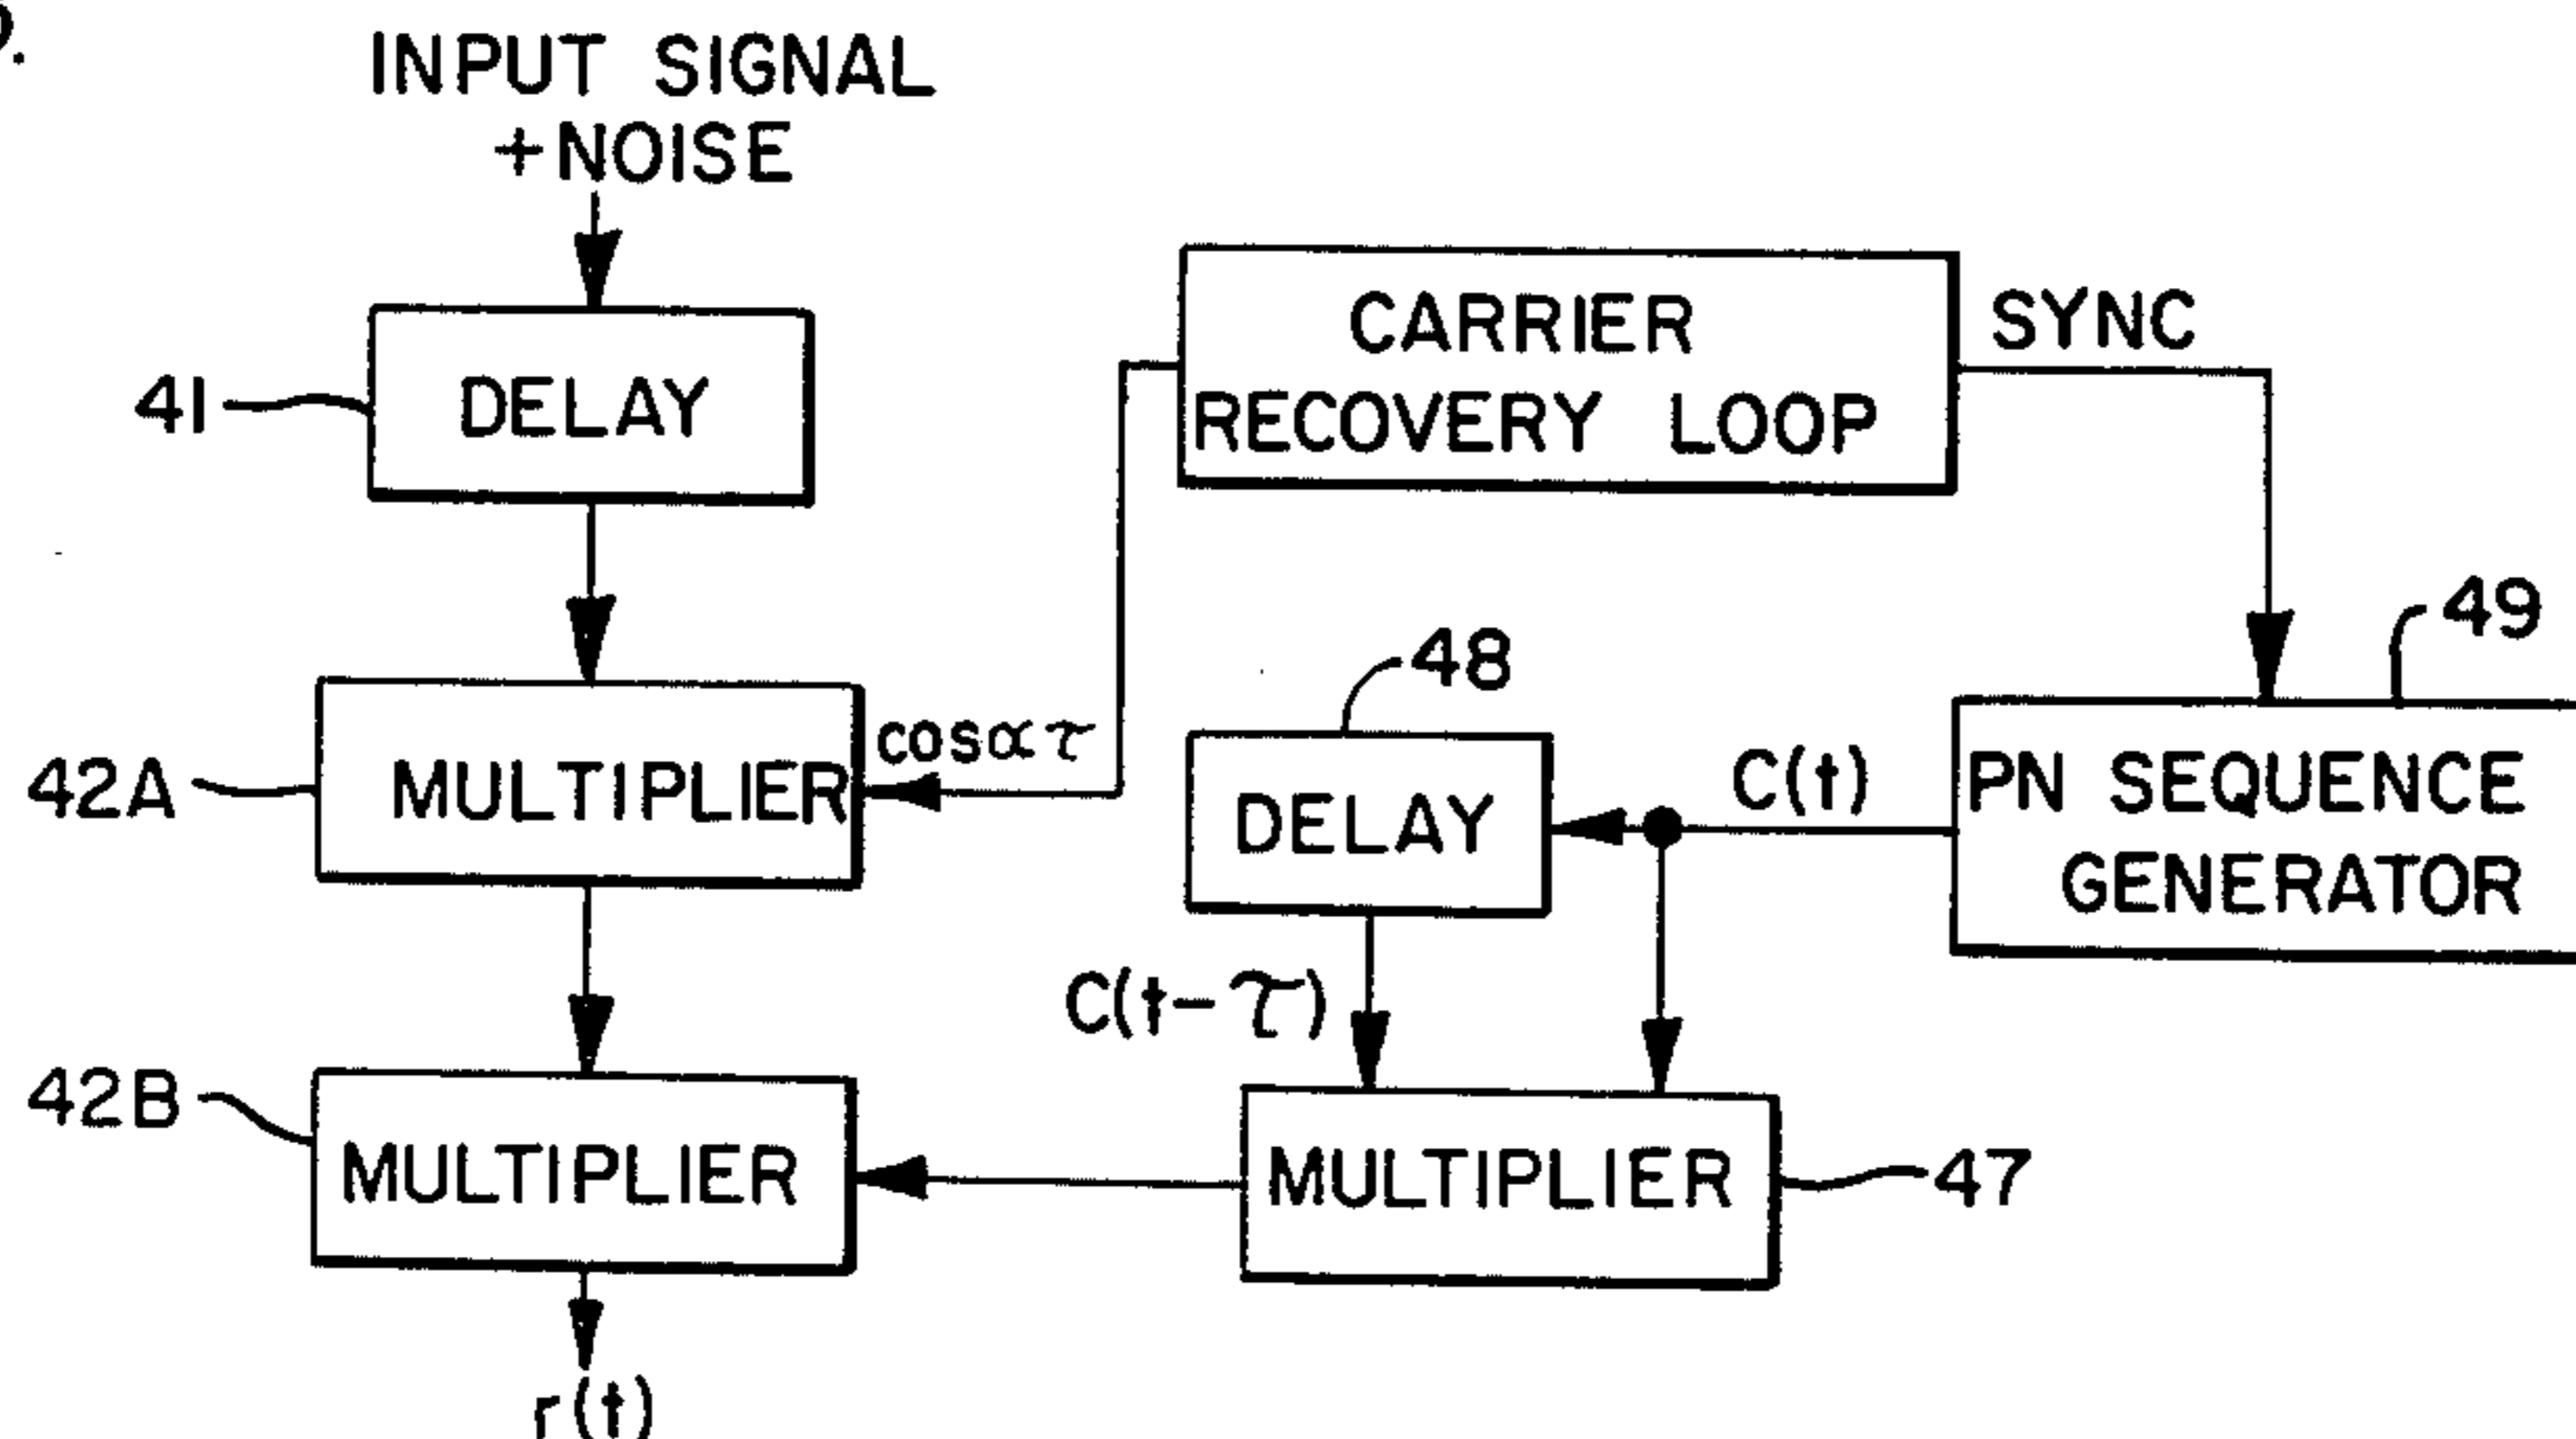 INPUT SIGNAL
+NOISE
41
DELAY
CARRIER
RECOVERY LOOP
SYNC
42A
MULTIPLIER
cos∝τ
48
DELAY
C(t)
49
PN SEQUENCE
GENERATOR
C(t-τ)
42B
MULTIPLIER
MULTIPLIER
47
r(t)